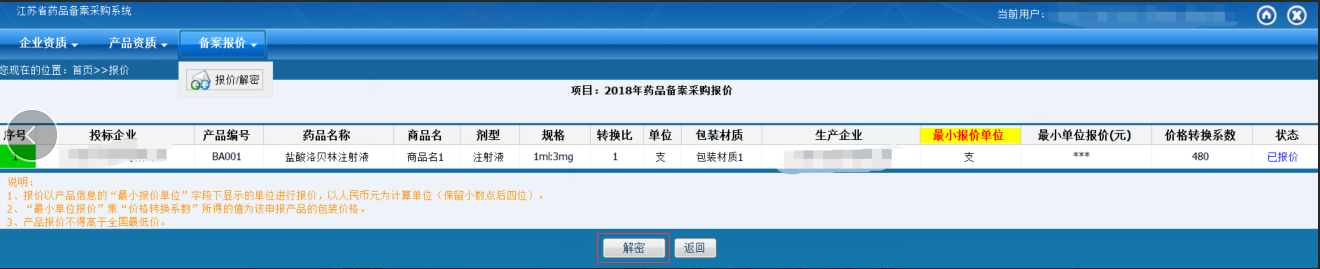 江苏省药品备案采购系统
当前用户：
企业资质 产品资质 备案报价
您现在的位置：首页>>报价
报价/解密
项目：2018年药品备案采购报价
序号 投标企业 产品编号 药品名称 商品名 剂型 规格 转换比 单位 包装材质 生产企业 最小报价单位 最小单位报价(元) 价格转换系数 状态
1 BA001 盐酸洛贝林注射液 商品名1 注射液 1ml:3mg 1 支 包装材质1 支 *** 480 已报价
说明：
1、报价以产品信息的“最小报价单位”字段下显示的单位进行报价，以人民币元为计算单位（保留小数点后四位）。
2、“最小单位报价”乘“价格转换系数”所得的值为该申报产品的包装价格。
3、产品报价不得高于全国最低价。
解密 返回